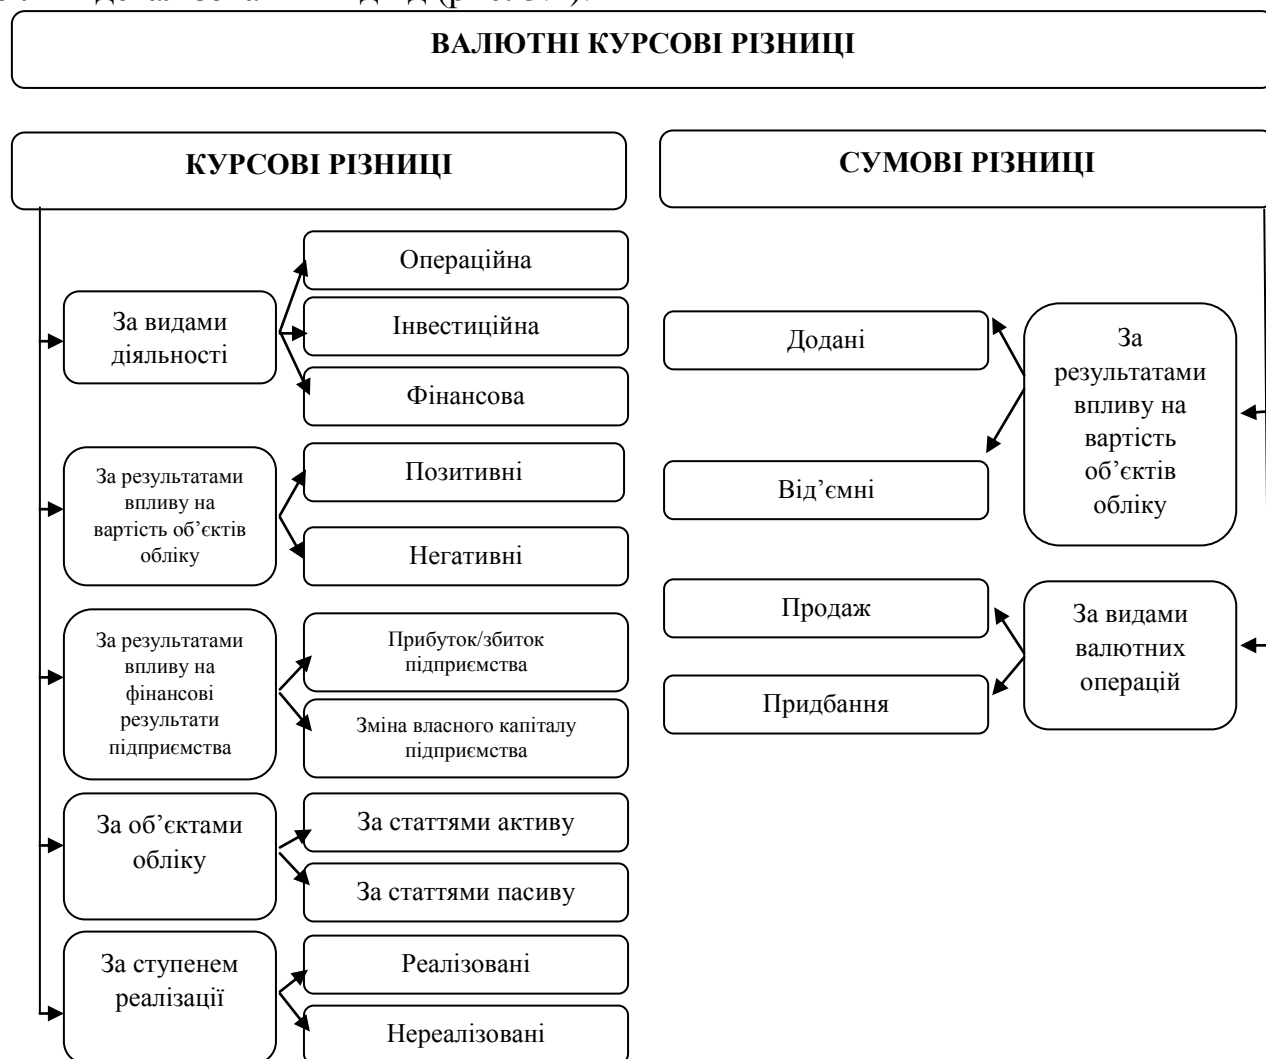 ВАЛЮТНІ КУРСОВІ РІЗНИЦІ
КУРСОВІ РІЗНИЦІ
За видами
діяльності
Операційна
Інвестиційна
Фінансова
За результатами
впливу на
вартість об’єктів
обліку
Позитивні
Негативні
За результатами
впливу на
фінансові
результати
підприємства
Прибуток/збиток
підприємства
Зміна власного капіталу
підприємства
За об’єктами
обліку
За статтями активу
За статтями пасиву
За ступенем
реалізації
Реалізовані
Нереалізовані
СУМОВІ РІЗНИЦІ
Додані
Від’ємні
За
результатами
впливу на
вартість
об’єктів
обліку
Продаж
Придбання
За видами
валютних
операцій